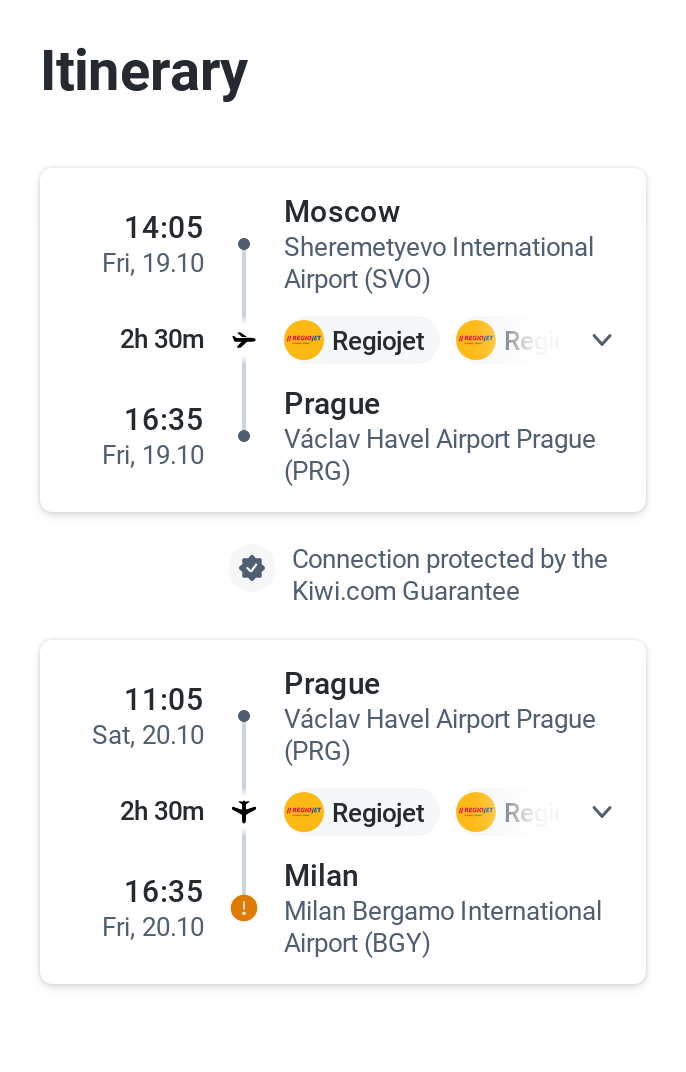 Itinerary
14:05
Fri, 19.10
Moscow
Sheremetyevo International
Airport (SVO)
2h 30m
REGIOJET Regiojet
REGIOJET Regi
16:35
Fri, 19.10
Prague
Václav Havel Airport Prague
(PRG)
Connection protected by the
Kiwi.com Guarantee
11:05
Sat, 20.10
Prague
Václav Havel Airport Prague
(PRG)
2h 30m
REGIOJET Regiojet
REGIOJET Regi
16:35
Fri, 20.10
Milan
Milan Bergamo International
Airport (BGY)